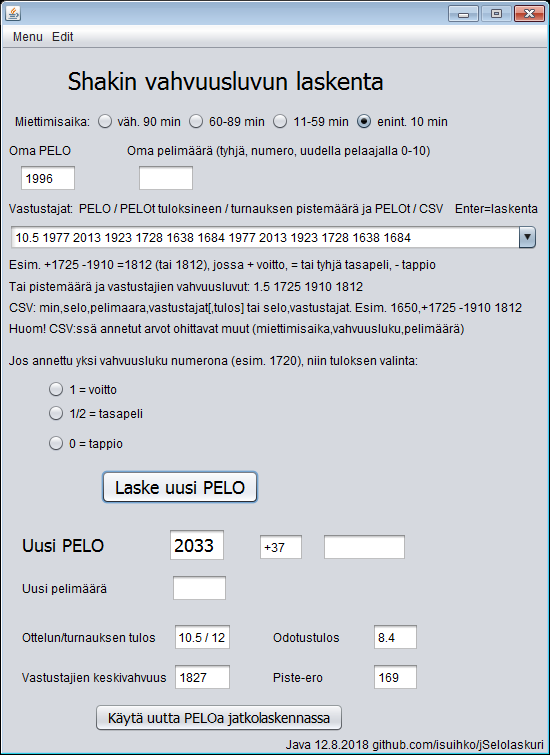 Menu Edit
Shakin vahvuusluvun laskenta
Miettimisaika: väh. 90 min 60-89 min 11-59 min enint. 10 min
Oma PELO Oma pelimäärä (tyhjä, numero, uudella pelaajalla 0-10)
1996
Vastustajat: PELO / PELOt tuloksineen / turnauksen pistemäärä ja PELOt / CSV Enter=laskenta
10.5 1977 2013 1923 1728 1638 1684 1977 2013 1923 1728 1638 1684
Esim. +1725 -1910 =1812 (tai 1812), jossa + voitto, = tai tyhjä tasapeli, - tappio
Tai pistemäärä ja vastustajien vahvuusluvut: 1.5 1725 1910 1812
CSV: min,selo,pelimaara,vastustajat[,tulos] tai selo,vastustajat. Esim. 1650,+1725 -1910 1812
Huom! CSV:ssä annetut arvot ohittavat muut (miettimisaika,vahvuusluku,pelimäärä)
Jos annettu yksi vahvuusluku numerona (esim. 1720), niin tuloksen valinta:
1 = voitto
1/2 = tasapeli
0 = tappio
Laske uusi PELO
Uusi PELO 2033 +37
Uusi pelimäärä
Ottelun/turnauksen tulos 10.5 / 12 Odotustulos 8.4
Vastustajien keskivahvuus 1827 Piste-ero 169
Käytä uutta PELOa jatkolaskennassa
Java 12.8.2018 github.com/isuihko/jSelolaskuri